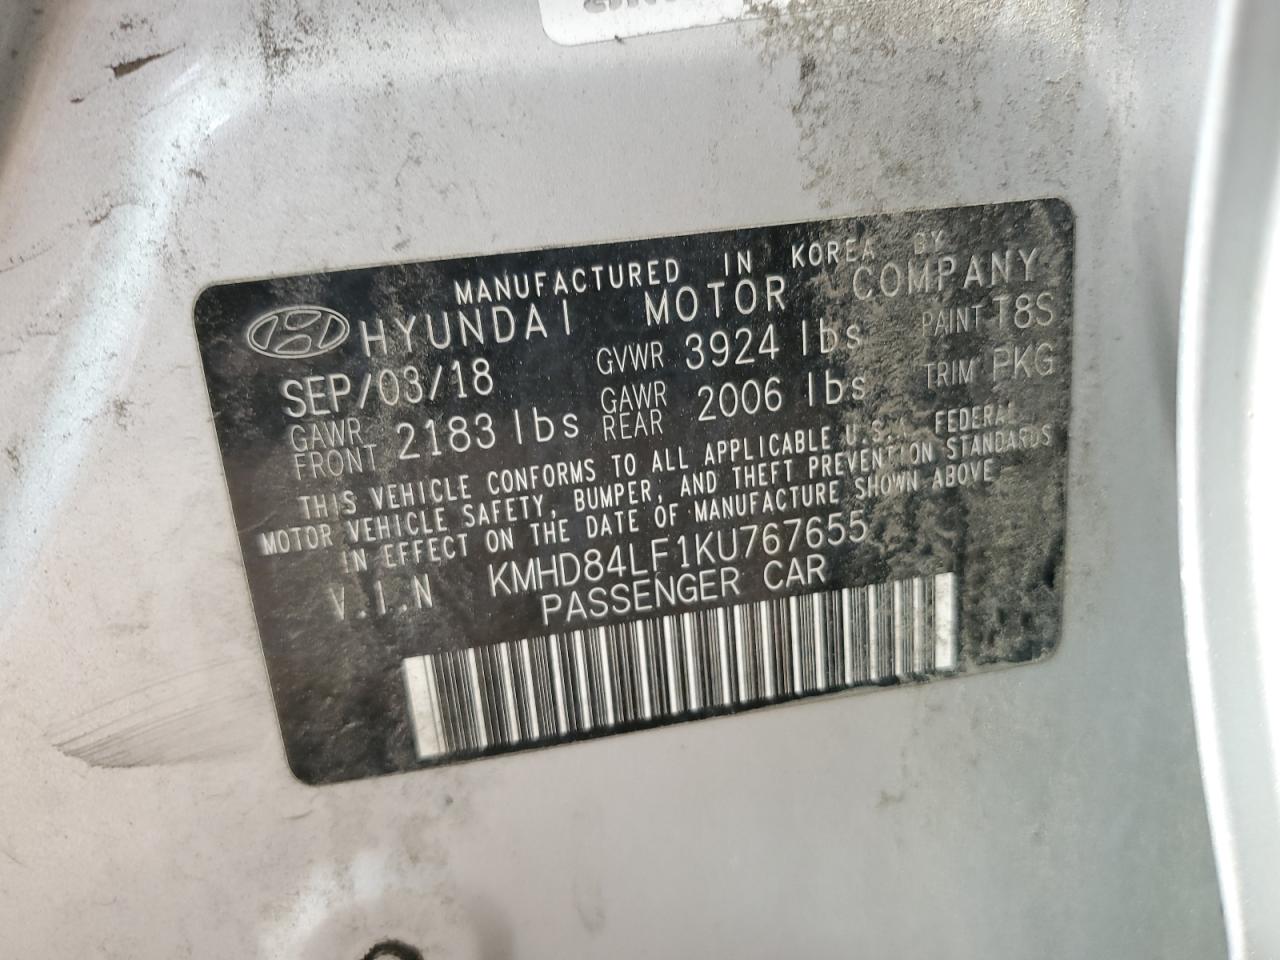 MANUFACTURED IN KOREA BY
HYUNDAI MOTOR COMPANY
SEP/03/18 GVWR 3924 lbs PAINT T8S
GAWR FRONT 2183 lbs GAWR REAR 2006 lbs TRIM PKG
THIS VEHICLE CONFORMS TO ALL APPLICABLE U.S. FEDERAL
MOTOR VEHICLE SAFETY, BUMPER, AND THEFT PREVENTION STANDARDS
IN EFFECT ON THE DATE OF MANUFACTURE SHOWN ABOVE
V.I.N KMHD84LF1KU767655
PASSENGER CAR